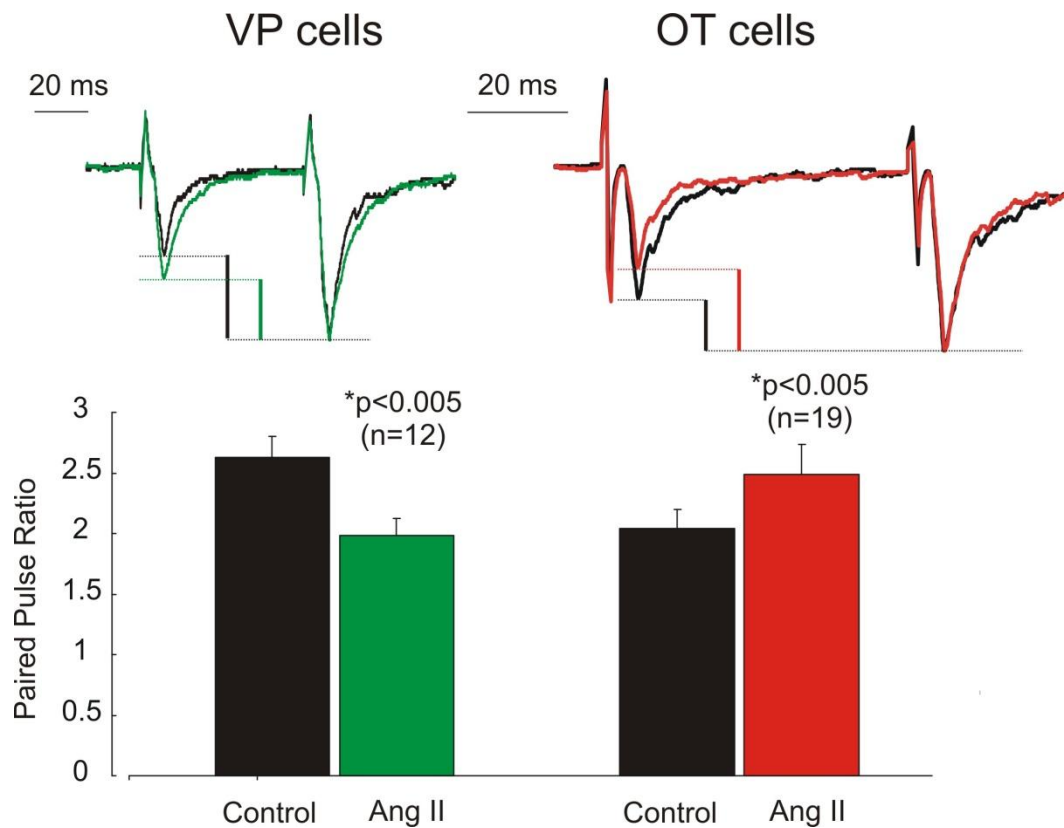 VP cells
OT cells
20 ms
20 ms
*p<0.005
(n=12)
*p<0.005
(n=19)
Paired Pulse Ratio
3
2.5
2
1.5
1
0.5
0
Control
Ang II
Control
Ang II